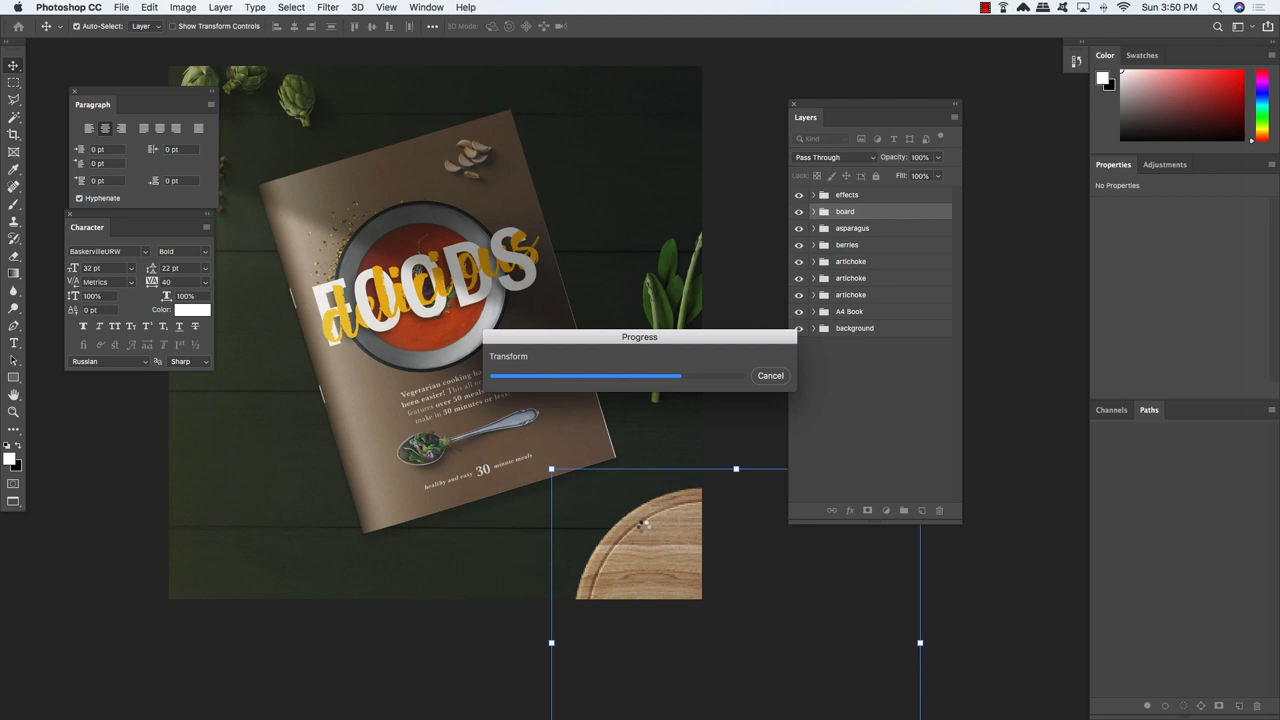 Photoshop CC File Edit Image Layer Type Select Filter 3D View Window Help Sun 3:50 PM
Auto-Select: Layer Show Transform Controls 3D Mode:
Paragraph
0 pt 0 pt
0 pt
0 pt 0 pt
Hyphenate
Character
BaskervilleURW Bold
32 pt 22 pt
Metrics 40
100% 100%
0 pt Color:
Russian Sharp
FOODS
delicious
Vegetarian cooking ha
been easier! This all
features over 50 meals
make in 30 minutes or less
healthy and easy 30 minute meals
Progress
Transform
Cancel
Layers
Kind
Pass Through Opacity: 100%
Lock: Fill: 100%
effects
board
asparagus
berries
artichoke
artichoke
artichoke
A4 Book
background
Color Swatches
Properties Adjustments
No Properties
Channels Paths